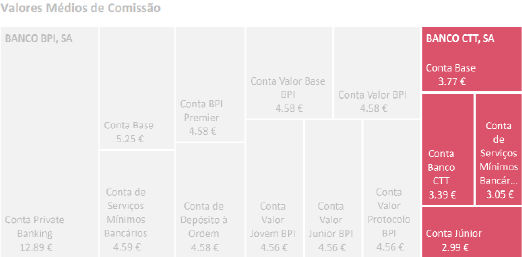 Valores Médios de Comissão
BANCO BPI, SA
Conta Private
Banking
12.89 €
Conta Base
5.25 €
Conta de
Serviços
Mínimos
Bancários
4.59 €
Conta BPI
Premier
4.58 €
Conta de
Depósito à
Ordem
4.58 €
Conta Valor Base
BPI
4.58 €
Conta Valor BPI
4.58 €
Conta
Valor
Jovem BPI
4.56 €
Conta
Valor
Junior BPI
4.56 €
Conta
Valor
Protocolo
BPI
4.56 €
BANCO CTT, SA
Conta Base
3.77 €
Conta
Banco
CTT
3.39 €
Conta
de
Serviços
Mínimos
Bancár...
3.05 €
Conta Júnior
2.99 €